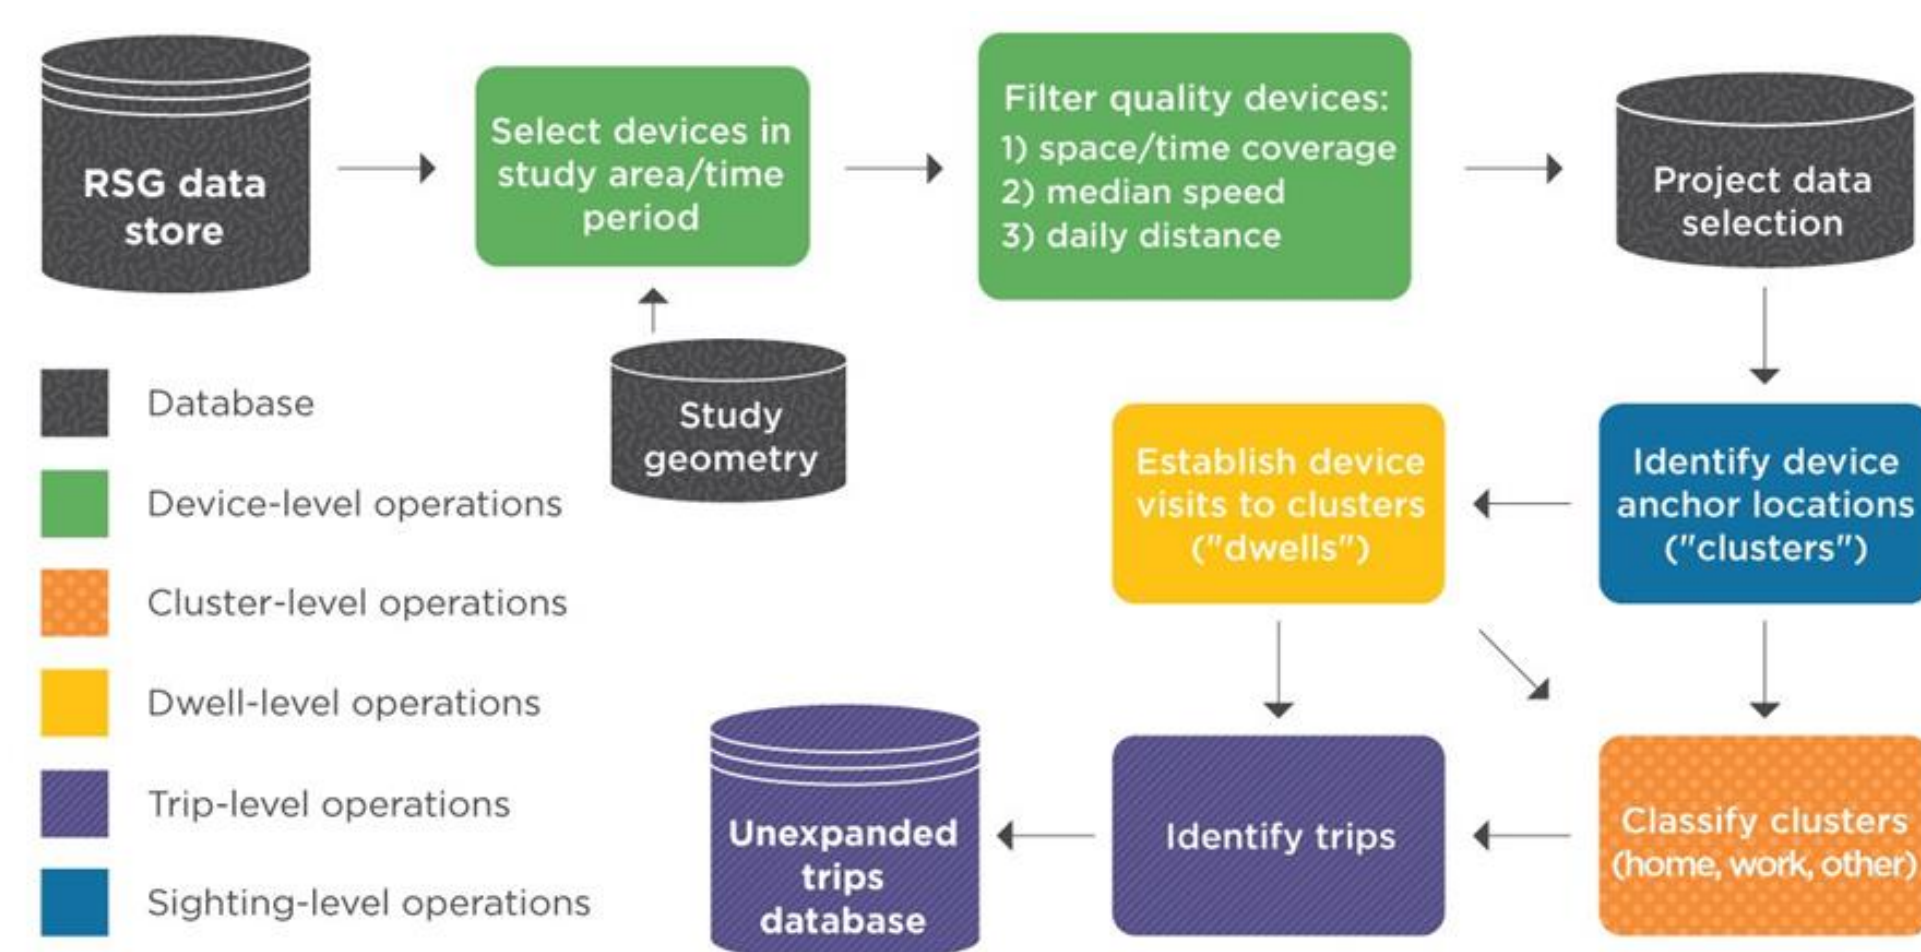 RSG data
store
Select devices in
study area/time
period
Filter quality devices:
1) space/time coverage
2) median speed
3) daily distance
Project data
selection
Study
geometry
Database
Device-level operations
Cluster-level operations
Dwell-level operations
Trip-level operations
Sighting-level operations
Establish device
visits to clusters
("dwells")
Identify device
anchor locations
("clusters")
Unexpanded
trips
database
Identify trips
Classify clusters
(home, work, other)